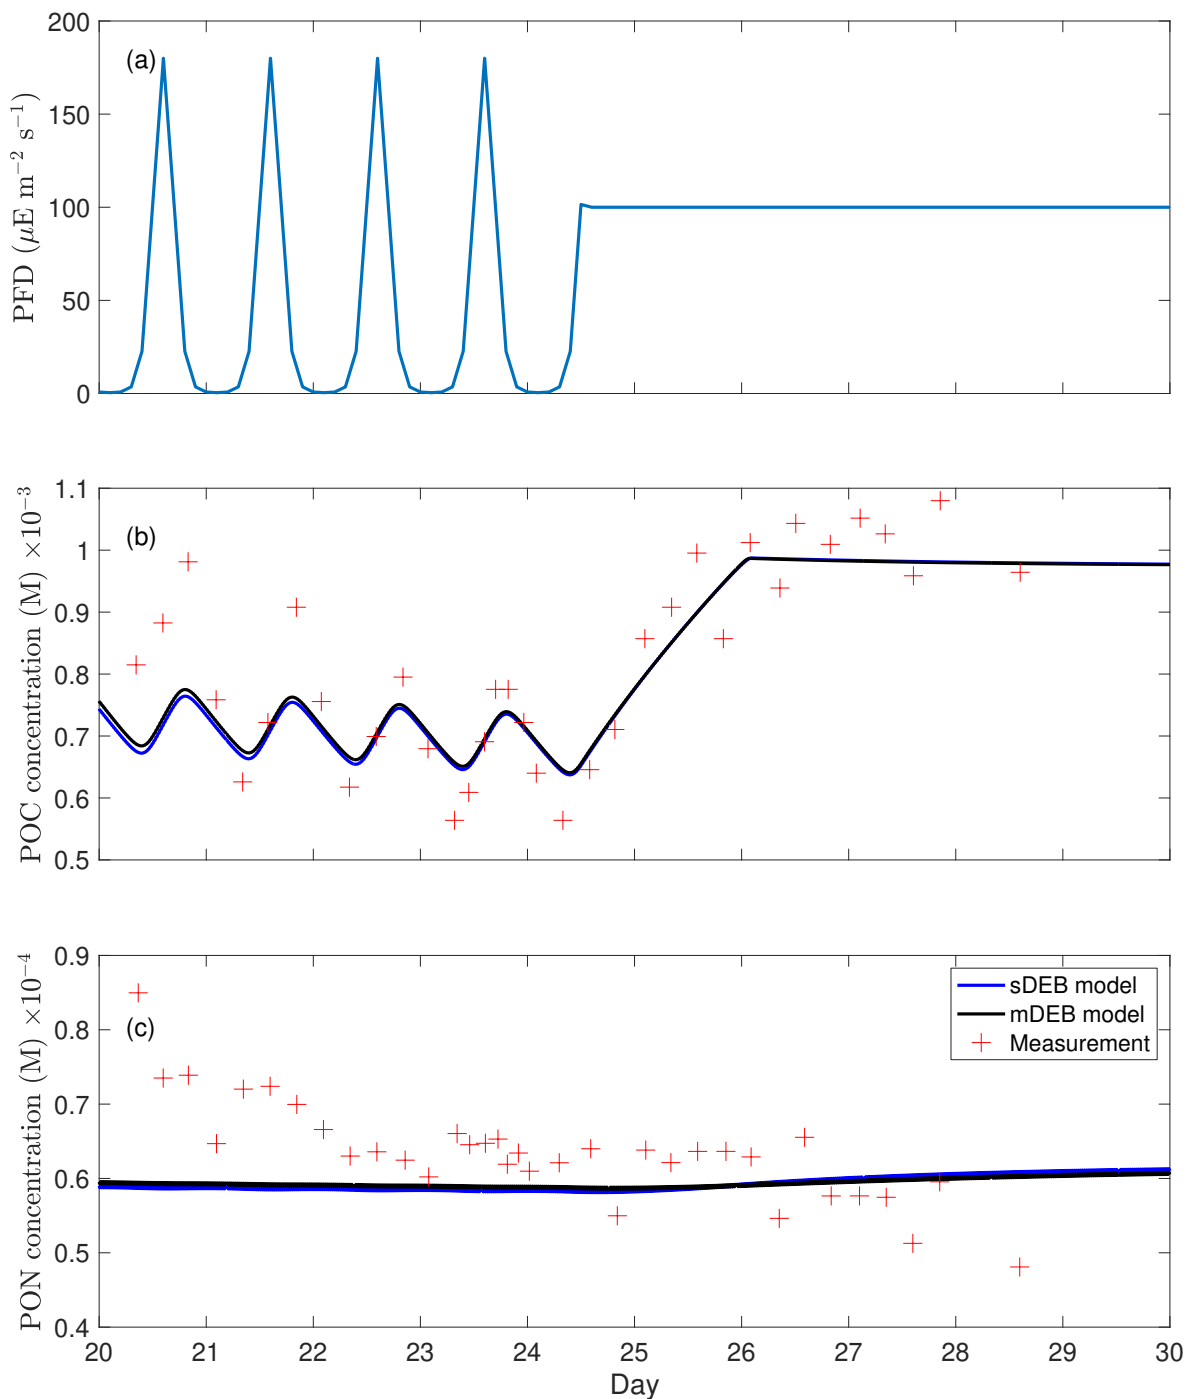 200
150
100
50
0
PFD (μE m⁻² s⁻¹)
(a)
1.1
1
0.9
0.8
0.7
0.6
0.5
POC concentration (M) ×10⁻³
(b)
20 21 22 23 24 25 26 27 28 29 30
0.9
0.8
0.7
0.6
0.5
0.4
PON concentration (M) ×10⁻⁴
(c)
sDEB model
mDEB model
Measurement
Day